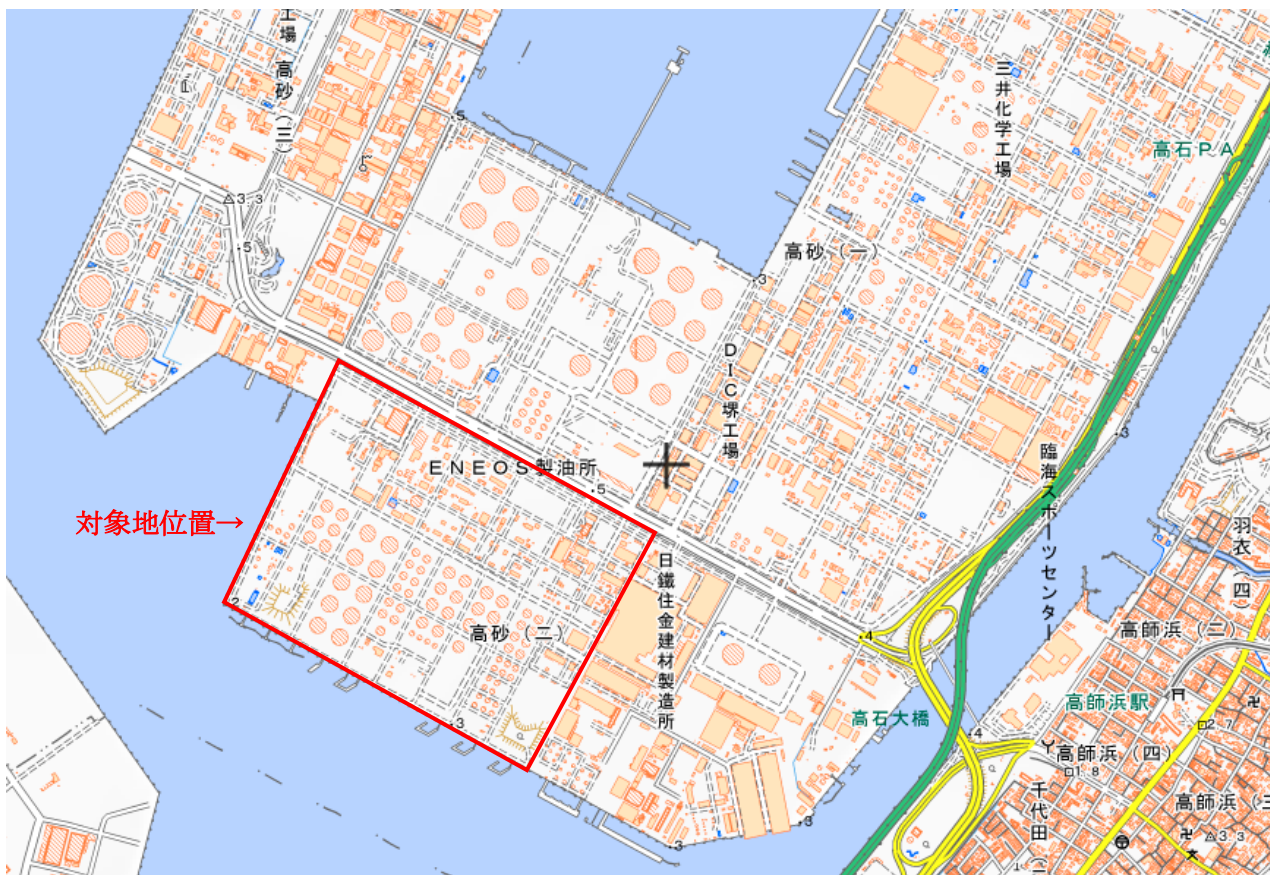 工場
高砂(三)
三井化学工場
高石PA
5
3.3
5
3
高砂(一)
DIC堺工場
3
臨海スポーツセンター
羽衣(四)
ENEOS製油所
5
対象地位置→
日鐵住金建材製造所
2
高砂(二)
4
高師浜(二)
高石大橋
高師浜駅
2.7
3
4
高師浜(四)
1.8
千代田(二
高師浜(三
3.3
3
3
1